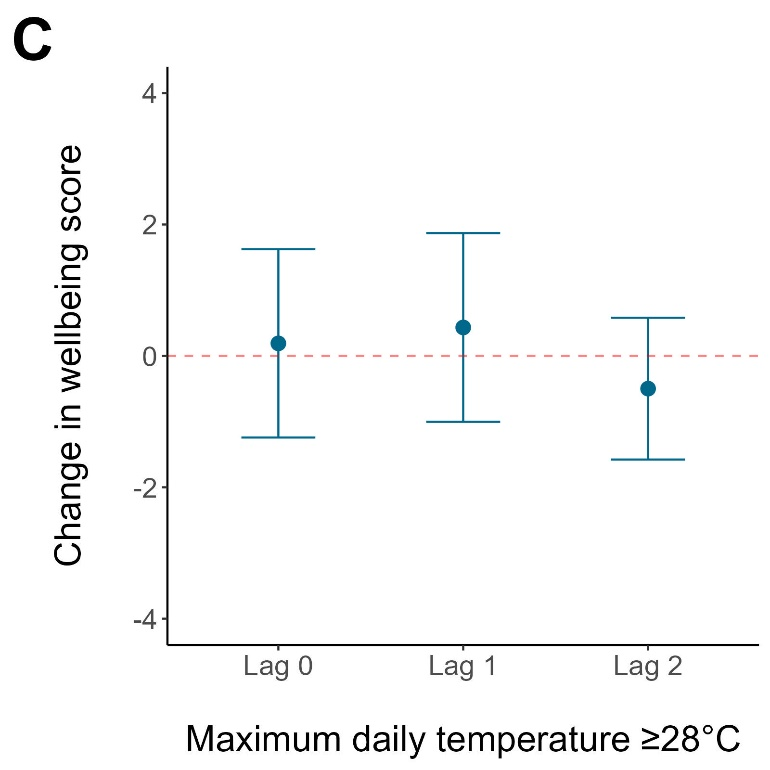 C
Change in wellbeing score
4
2
0
-2
-4
Lag 0 Lag 1 Lag 2
Maximum daily temperature ≥28°C